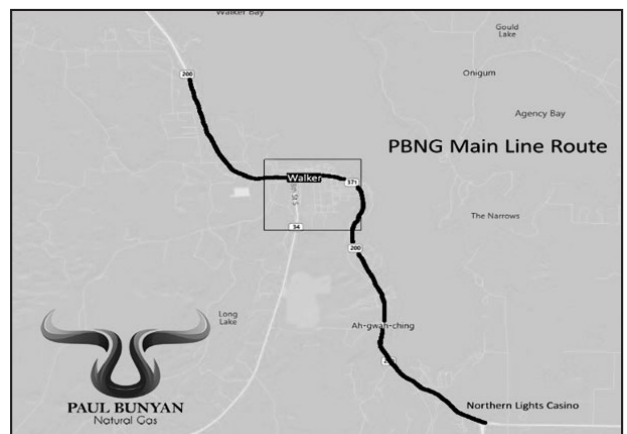 Walker Bay
Gould
Lake
200
Onigum
Agency Bay
PBNG Main Line Route
Walker
371
The Narrows
34
200
Long
Lake
Ah-gwah-ching
PAUL BUNYAN
Natural Gas
Northern Lights Casino